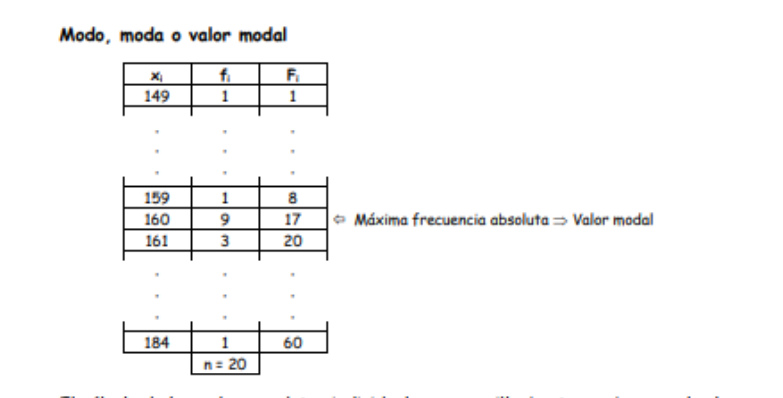 Modo, moda o valor modal
xᵢ fᵢ Fᵢ
149 1 1
. . .
. . .
. . .
159 1 8
160 9 17 ⇦ Máxima frecuencia absoluta ⇒ Valor modal
161 3 20
. . .
. . .
. . .
184 1 60
n = 20